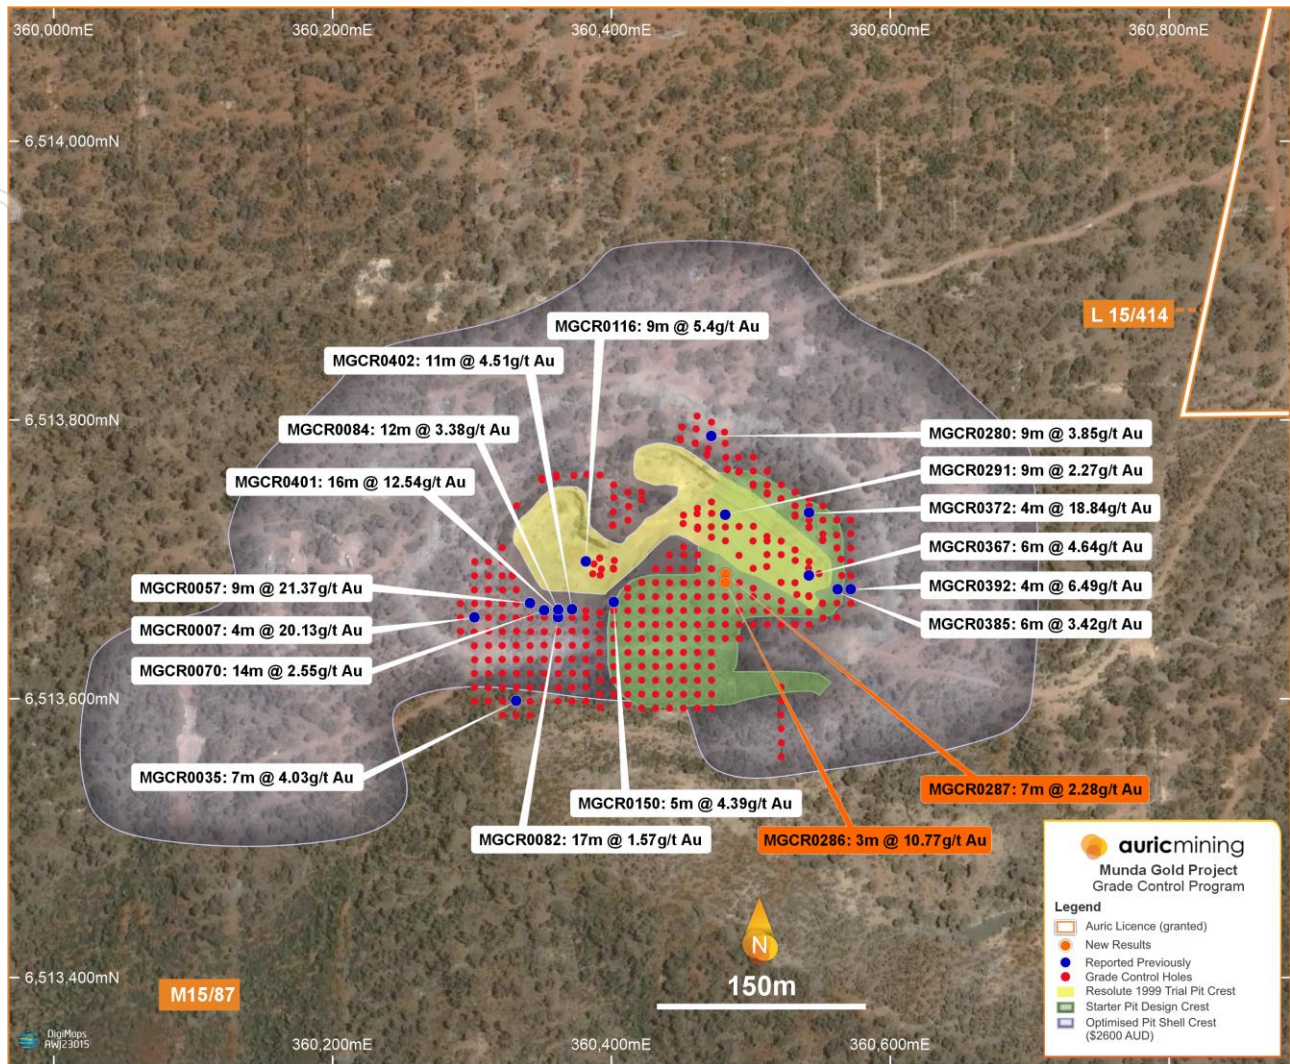 360,000mE
360,200mE
360,400mE
360,600mE
360,800mE
6,514,000mN
L 15/414
MGCR0116: 9m @ 5.4g/t Au
MGCR0402: 11m @ 4.51g/t Au
6,513,800mN
MGCR0084: 12m @ 3.38g/t Au
MGCR0280: 9m @ 3.85g/t Au
MGCR0291: 9m @ 2.27g/t Au
MGCR0401: 16m @ 12.54g/t Au
MGCR0372: 4m @ 18.84g/t Au
MGCR0367: 6m @ 4.64g/t Au
MGCR0057: 9m @ 21.37g/t Au
MGCR0392: 4m @ 6.49g/t Au
MGCR0007: 4m @ 20.13g/t Au
MGCR0385: 6m @ 3.42g/t Au
MGCR0070: 14m @ 2.55g/t Au
6,513,600mN
MGCR0035: 7m @ 4.03g/t Au
MGCR0287: 7m @ 2.28g/t Au
MGCR0150: 5m @ 4.39g/t Au
MGCR0082: 17m @ 1.57g/t Au
MGCR0286: 3m @ 10.77g/t Au
auricmining
Munda Gold Project
Grade Control Program
Legend
Auric Licence (granted)
New Results
Reported Previously
Grade Control Holes
Resolute 1999 Trial Pit Crest
Starter Pit Design Crest
Optimised Pit Shell Crest
($2600 AUD)
N
150m
6,513,400mN
M15/87
DigiMaps
AWJ23015
360,200mE
360,400mE
360,600mE